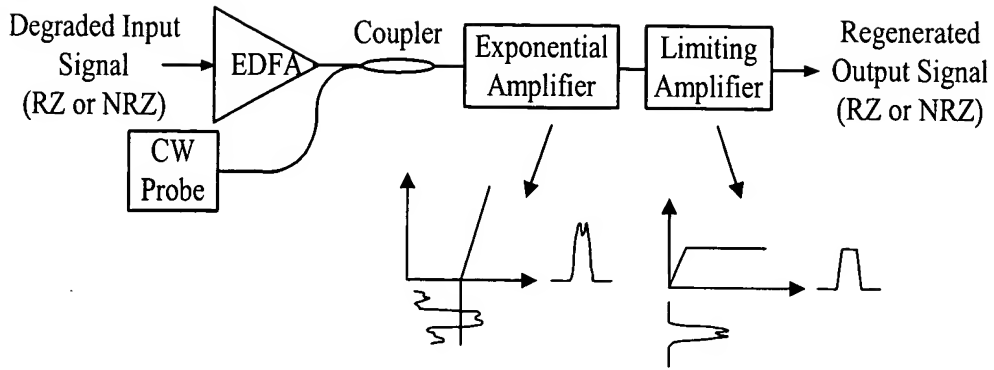 Degraded Input
Signal
(RZ or NRZ)
EDFA
Coupler
CW
Probe
Exponential
Amplifier
Limiting
Amplifier
Regenerated
Output Signal
(RZ or NRZ)